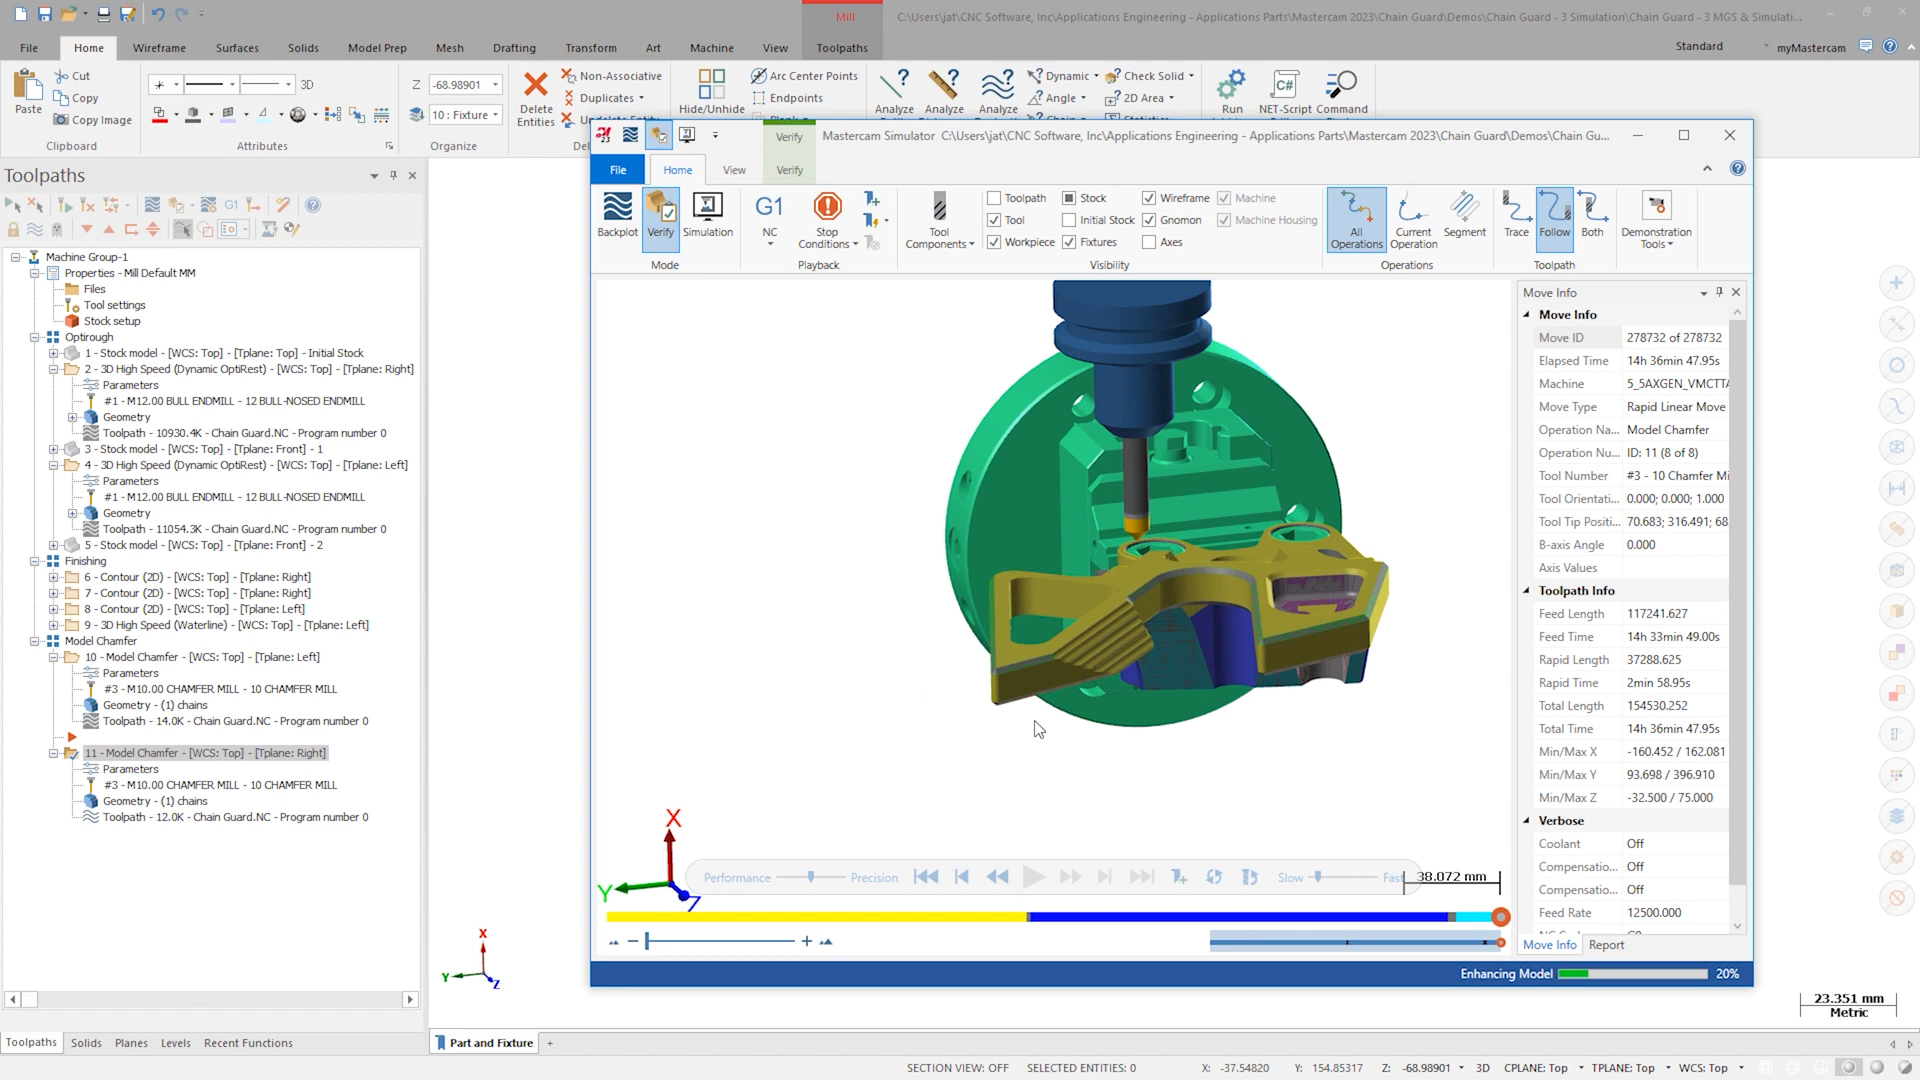 Mill
C:\Users\jat\CNC Software, Inc\Applications Engineering - Applications Parts\Mastercam 2023\Chain Guard\Demos\Chain Guard - 3 Simulation\Chain Guard - 3 MGS & Simulati...
File Home Wireframe Surfaces Solids Model Prep Mesh Drafting Transform Art Machine View Toolpaths
Standard myMastercam
Paste
Cut
Copy
Copy Image
Clipboard
3D
Attributes
Z -68.98901
10 : Fixture
Organize
Delete Entities
Non-Associative
Duplicates
Hide/Unhide
Arc Center Points
Endpoints
Analyze Analyze Analyze
Dynamic
Angle
Check Solid
2D Area
Run NET-Script Command
Toolpaths
Machine Group-1
Properties - Mill Default MM
Files
Tool settings
Stock setup
Optirough
1 - Stock model - [WCS: Top] - [Tplane: Top] - Initial Stock
2 - 3D High Speed (Dynamic OptiRest) - [WCS: Top] - [Tplane: Right]
Parameters
#1 - M12.00 BULL ENDMILL - 12 BULL-NOSED ENDMILL
Geometry
Toolpath - 10930.4K - Chain Guard.NC - Program number 0
3 - Stock model - [WCS: Top] - [Tplane: Front] - 1
4 - 3D High Speed (Dynamic OptiRest) - [WCS: Top] - [Tplane: Left]
Parameters
#1 - M12.00 BULL ENDMILL - 12 BULL-NOSED ENDMILL
Geometry
Toolpath - 11054.3K - Chain Guard.NC - Program number 0
5 - Stock model - [WCS: Top] - [Tplane: Front] - 2
Finishing
6 - Contour (2D) - [WCS: Top] - [Tplane: Right]
7 - Contour (2D) - [WCS: Top] - [Tplane: Right]
8 - Contour (2D) - [WCS: Top] - [Tplane: Left]
9 - 3D High Speed (Waterline) - [WCS: Top] - [Tplane: Left]
Model Chamfer
10 - Model Chamfer - [WCS: Top] - [Tplane: Left]
Parameters
#3 - M10.00 CHAMFER MILL - 10 CHAMFER MILL
Geometry - (1) chains
Toolpath - 14.0K - Chain Guard.NC - Program number 0
11 - Model Chamfer - [WCS: Top] - [Tplane: Right]
Parameters
#3 - M10.00 CHAMFER MILL - 10 CHAMFER MILL
Geometry - (1) chains
Toolpath - 12.0K - Chain Guard.NC - Program number 0
Toolpaths Solids Planes Levels Recent Functions
Verify
Mastercam Simulator C:\Users\jat\CNC Software, Inc\Applications Engineering - Applications Parts\Mastercam 2023\Chain Guard\Demos\Chain Gu...
File Home View Verify
Backplot Verify Simulation
Mode
G1
NC
Stop Conditions
Playback
Tool Components
Toolpath Stock Wireframe Machine
Tool Initial Stock Gnomon Machine Housing
Workpiece Fixtures Axes
Visibility
All Operations
Current Operation
Segment
Operations
Trace Follow Both
Toolpath
Demonstration Tools
Move Info
Move Info
Move ID 278732 of 278732
Elapsed Time 14h 36min 47.95s
Machine 5_5AXGEN_VMCTTA
Move Type Rapid Linear Move
Operation Na... Model Chamfer
Operation Nu... ID: 11 (8 of 8)
Tool Number #3 - 10 Chamfer Mi
Tool Orientati... 0.000; 0.000; 1.000
Tool Tip Positi... 70.683; 316.491; 68
B-axis Angle 0.000
Axis Values
Toolpath Info
Feed Length 117241.627
Feed Time 14h 33min 49.00s
Rapid Length 37288.625
Rapid Time 2min 58.95s
Total Length 154530.252
Total Time 14h 36min 47.95s
Min/Max X -160.452 / 162.081
Min/Max Y 93.698 / 396.910
Min/Max Z -32.500 / 75.000
Verbose
Coolant Off
Compensatio... Off
Compensatio... Off
Feed Rate 12500.000
Move Info Report
X
Y
Z
Performance Precision Slow Fast
38.072 mm
Enhancing Model 20%
X
Y
Z
23.351 mm
Metric
Part and Fixture +
SECTION VIEW: OFF SELECTED ENTITIES: 0 X: -37.54820 Y: 154.85317 Z: -68.98901 3D CPLANE: Top TPLANE: Top WCS: Top